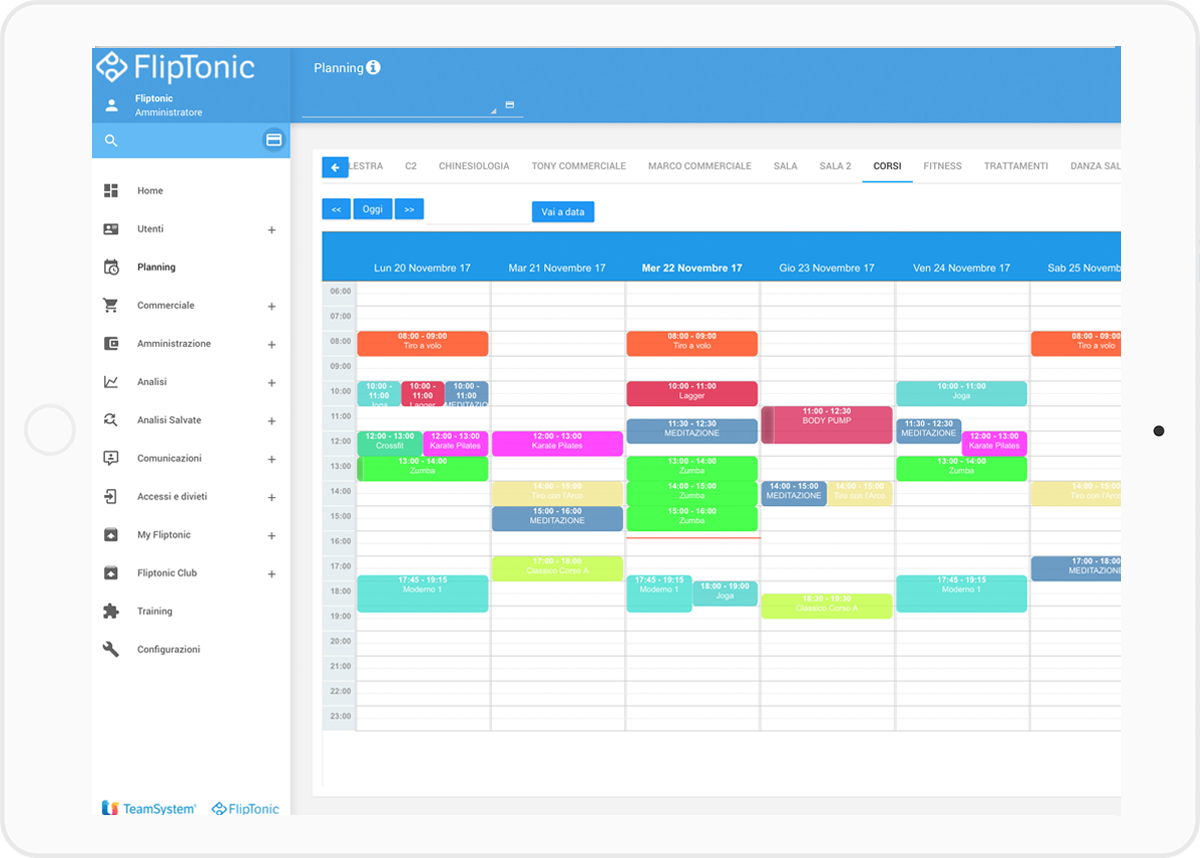 FlipTonic
Fliptonic
Amministratore
Home
Utenti
Planning
Commerciale
Amministrazione
Analisi
Analisi Salvate
Comunicazioni
Accessi e divieti
My Fliptonic
Fliptonic Club
Training
Configurazioni
TeamSystem® FlipTonic
Planning
LESTRA C2 CHINESIOLOGIA TONY COMMERCIALE MARCO COMMERCIALE SALA SALA 2 CORSI FITNESS TRATTAMENTI DANZA SAL
<< Oggi >> Vai a data
Lun 20 Novembre 17 Mar 21 Novembre 17 Mer 22 Novembre 17 Gio 23 Novembre 17 Ven 24 Novembre 17 Sab 25 Novemb
06:00
07:00
08:00
09:00
10:00
11:00
12:00
13:00
14:00
15:00
16:00
17:00
18:00
19:00
20:00
21:00
22:00
23:00
08:00 - 09:00
Tiro a volo
10:00 -
11:00
Joga
10:00 -
11:00
Lagger
10:00 -
11:00
MEDITAZIO
12:00 - 13:00
Crossfit
12:00 - 13:00
Karate Pilates
13:00 - 14:00
Zumba
17:45 - 19:15
Moderno 1
12:00 - 13:00
Karate Pilates
14:00 - 15:00
Tiro con l'Arco
15:00 - 16:00
MEDITAZIONE
17:00 - 18:00
Classico Corso A
08:00 - 09:00
Tiro a volo
10:00 - 11:00
Lagger
11:30 - 12:30
MEDITAZIONE
13:00 - 14:00
Zumba
14:00 - 15:00
Zumba
15:00 - 16:00
Zumba
17:45 - 19:15
Moderno 1
18:00 - 19:00
Joga
11:00 - 12:30
BODY PUMP
14:00 - 15:00
MEDITAZIONE
14:00 - 15:00
Tiro con l'Arco
18:30 - 19:30
Classico Corso A
10:00 - 11:00
Joga
11:30 - 12:30
MEDITAZIONE
12:00 - 13:00
Karate Pilates
13:00 - 14:00
Zumba
17:45 - 19:15
Moderno 1
08:00 - 09:00
Tiro a volo
14:00 - 15:00
Tiro con l'Arco
17:00 - 18:00
MEDITAZIONE